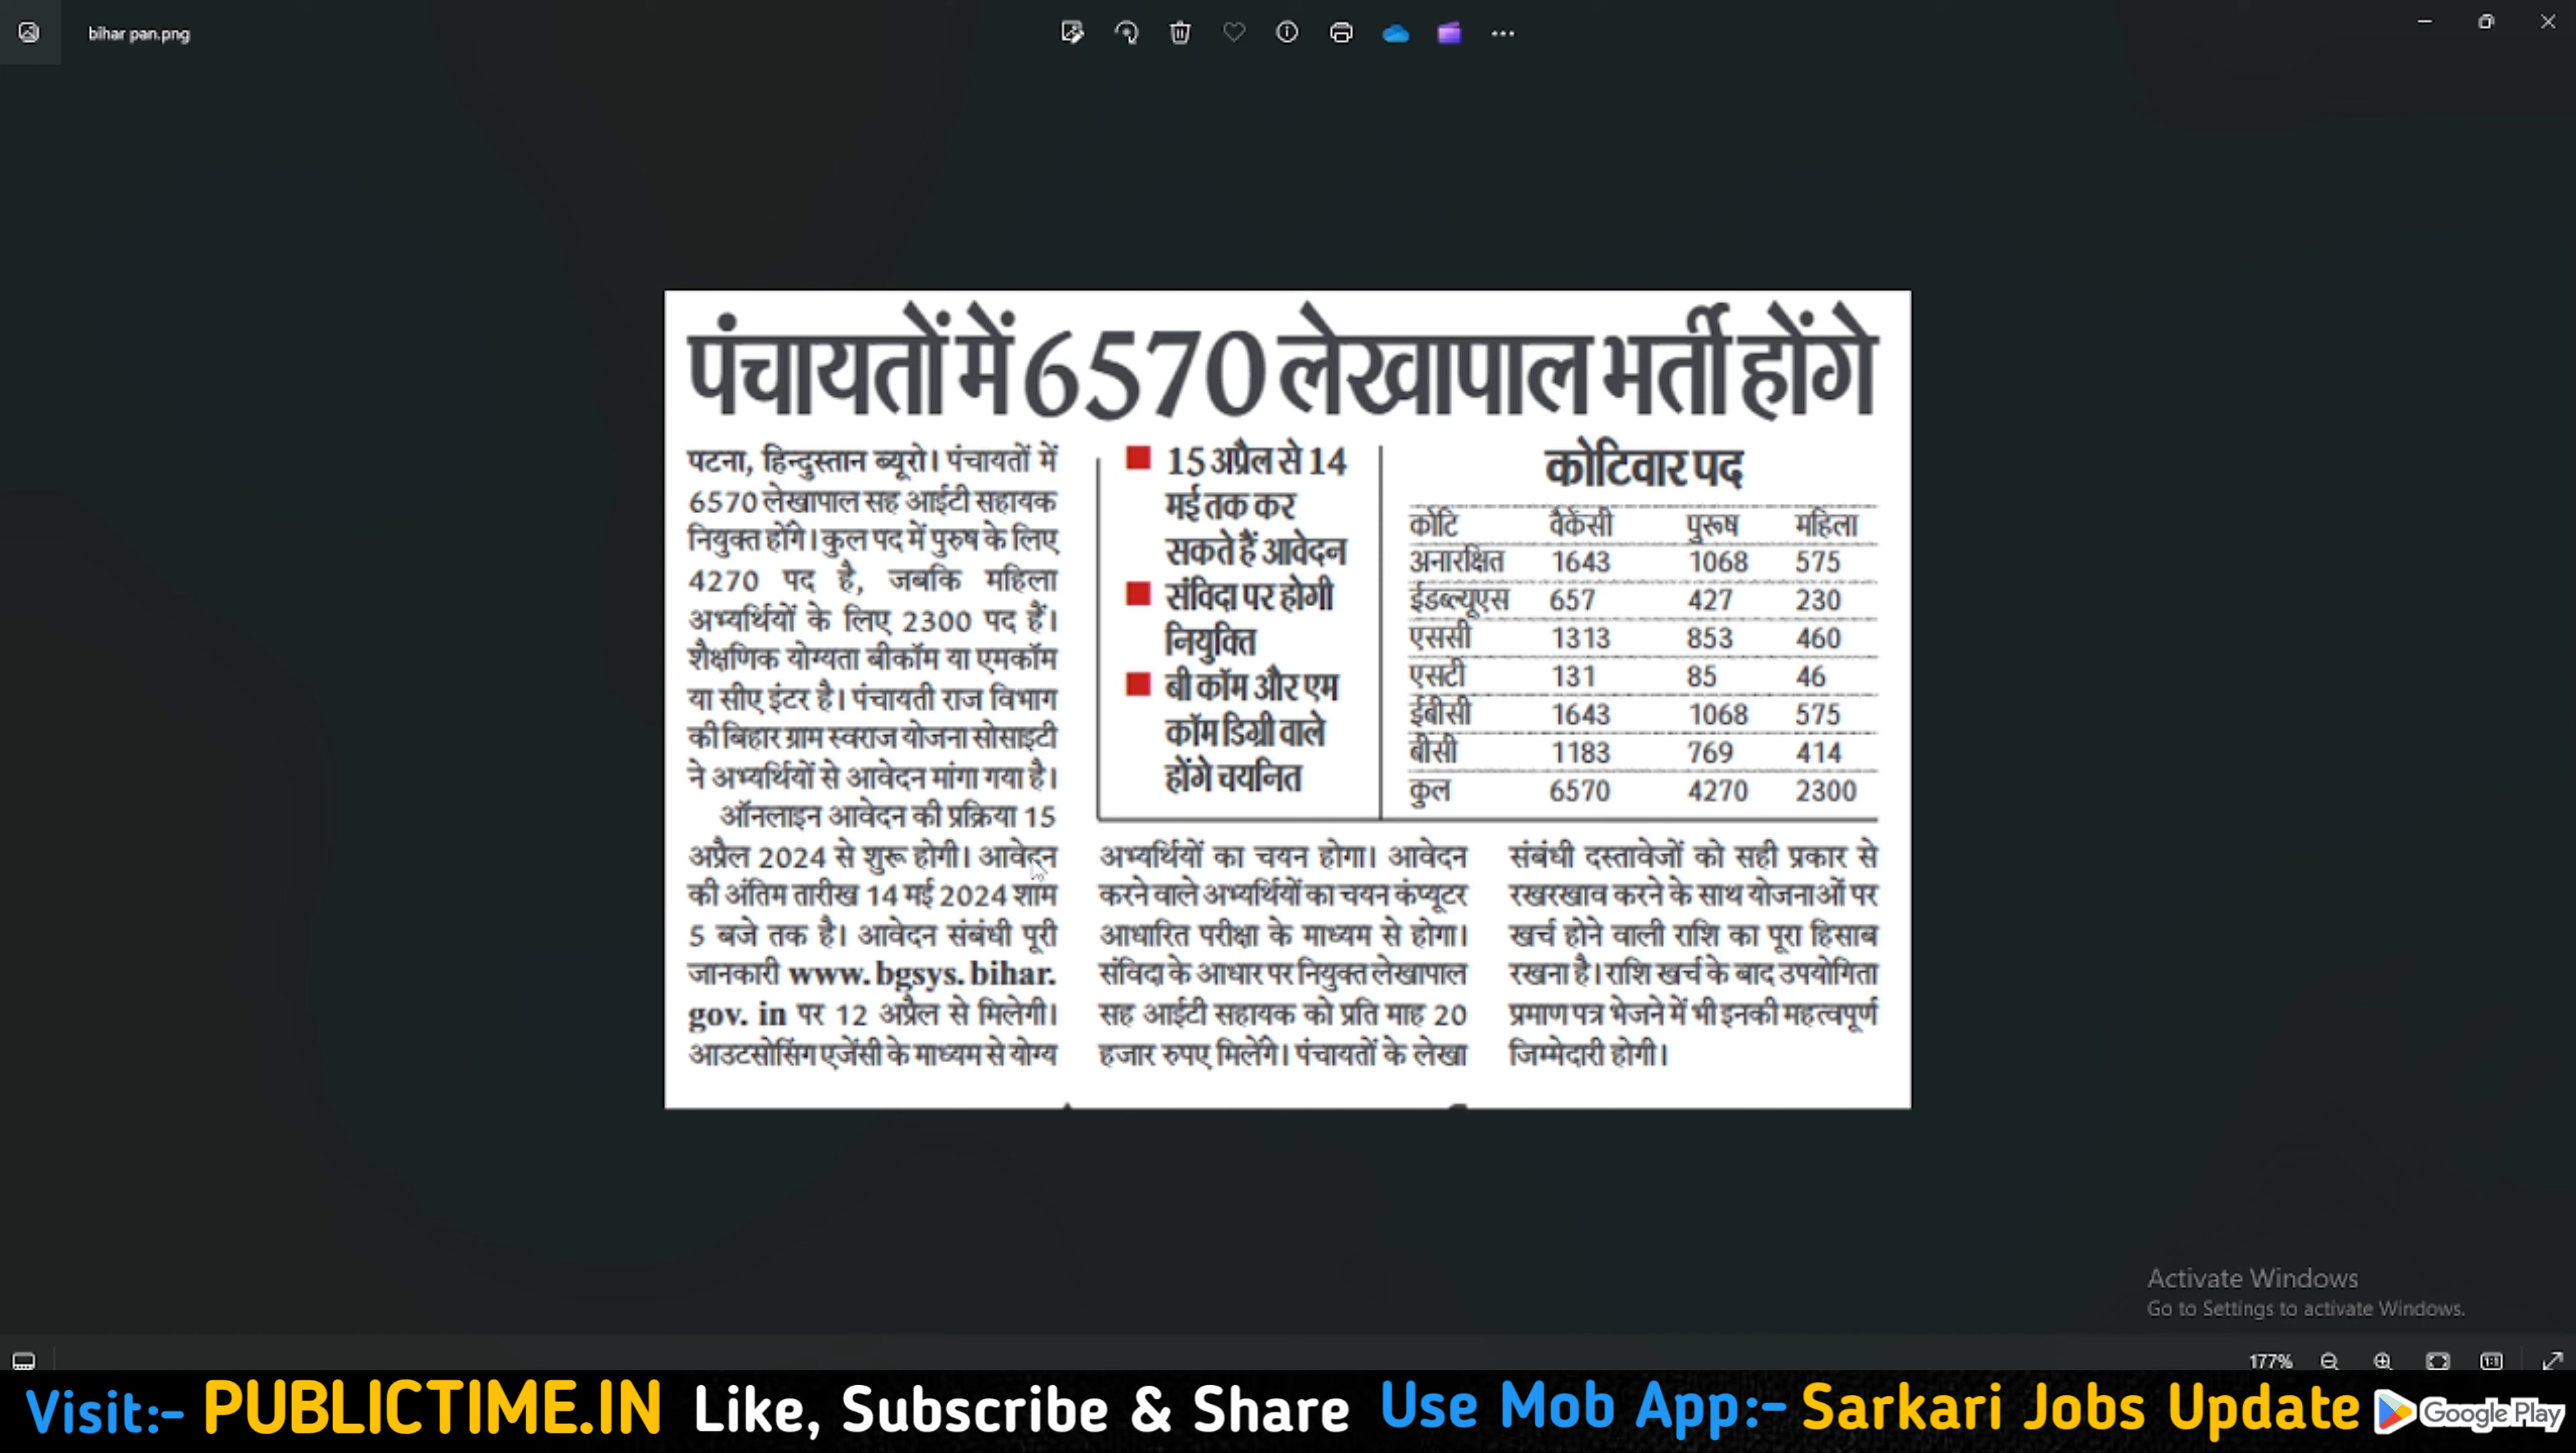 bihar pan.png
पंचायतों में 6570 लेखापाल भर्ती होंगे
पटना, हिन्दुस्तान ब्यूरो। पंचायतों में
6570 लेखापाल सह आईटी सहायक
नियुक्त होंगे। कुल पद में पुरुष के लिए
4270 पद है, जबकि महिला
अभ्यर्थियों के लिए 2300 पद हैं।
शैक्षणिक योग्यता बीकॉम या एमकॉम
या सीए इंटर है। पंचायती राज विभाग
की बिहार ग्राम स्वराज योजना सोसाइटी
ने अभ्यर्थियों से आवेदन मांगा गया है।
ऑनलाइन आवेदन की प्रक्रिया 15
अप्रैल 2024 से शुरू होगी। आवेदन
की अंतिम तारीख 14 मई 2024 शाम
5 बजे तक है। आवेदन संबंधी पूरी
जानकारी www.bgsys.bihar.
gov. in पर 12 अप्रैल से मिलेगी।
आउटसोसिंग एजेंसी के माध्यम से योग्य
15 अप्रैल से 14
मई तक कर
सकते हैं आवेदन
संविदा पर होगी
नियुक्ति
बी कॉम और एम
कॉम डिग्री वाले
होंगे चयनित
कोटिवार पद
कोटि वैकेंसी पुरूष महिला
अनारक्षित 1643 1068 575
ईडब्ल्यूएस 657 427 230
एससी 1313 853 460
एसटी 131 85 46
ईबीसी 1643 1068 575
बीसी 1183 769 414
कुल 6570 4270 2300
अभ्यर्थियों का चयन होगा। आवेदन
करने वाले अभ्यर्थियों का चयन कंप्यूटर
आधारित परीक्षा के माध्यम से होगा।
संविदा के आधार पर नियुक्त लेखापाल
सह आईटी सहायक को प्रति माह 20
हजार रुपए मिलेंगे। पंचायतों के लेखा
संबंधी दस्तावेजों को सही प्रकार से
रखरखाव करने के साथ योजनाओं पर
खर्च होने वाली राशि का पूरा हिसाब
रखना है। राशि खर्च के बाद उपयोगिता
प्रमाण पत्र भेजने में भी इनकी महत्वपूर्ण
जिम्मेदारी होगी।
Activate Windows
Go to Settings to activate Windows.
177%
Visit:- PUBLICTIME.IN Like, Subscribe & Share Use Mob App:- Sarkari Jobs Update Google Play